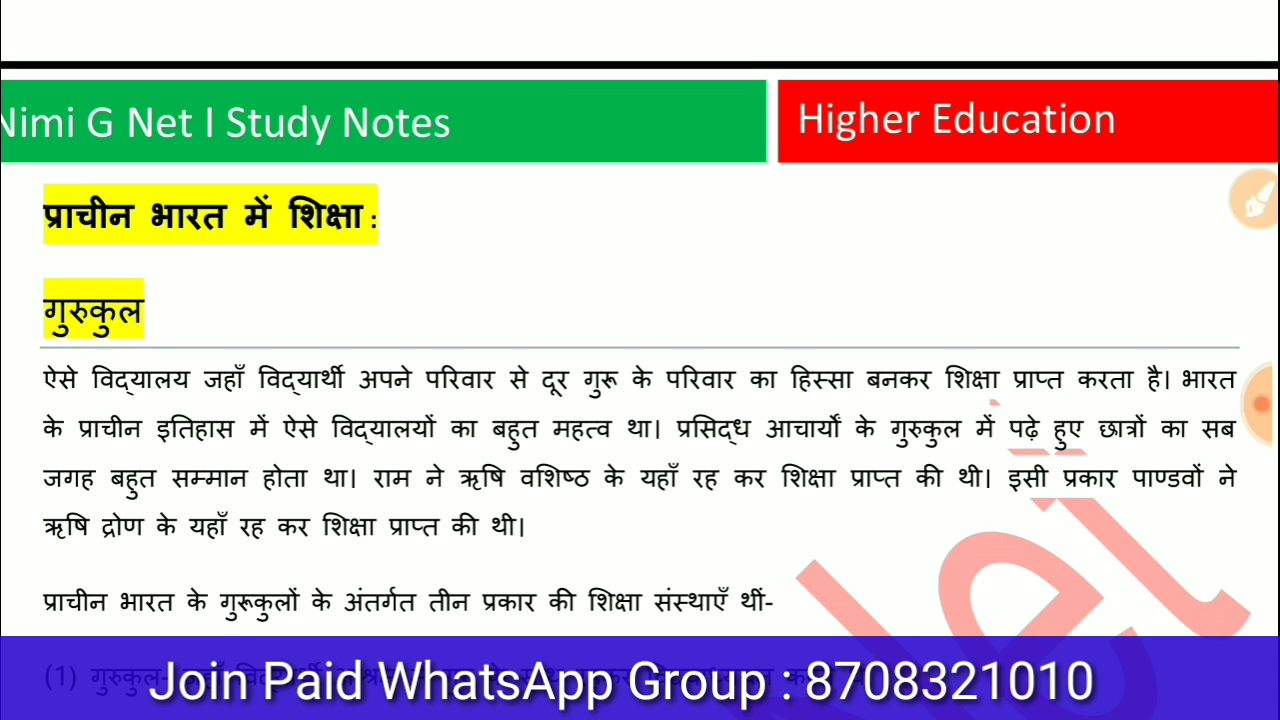 Nimi G Net I Study Notes
Higher Education
प्राचीन भारत में शिक्षा :
गुरुकुल
ऐसे विद्यालय जहाँ विद्यार्थी अपने परिवार से दूर गुरू के परिवार का हिस्सा बनकर शिक्षा प्राप्त करता है। भारत
के प्राचीन इतिहास में ऐसे विद्यालयों का बहुत महत्व था। प्रसिद्ध आचार्यों के गुरुकुल में पढ़े हुए छात्रों का सब
जगह बहुत सम्मान होता था। राम ने ऋषि वशिष्ठ के यहाँ रह कर शिक्षा प्राप्त की थी। इसी प्रकार पाण्डवों ने
ऋषि द्रोण के यहाँ रह कर शिक्षा प्राप्त की थी।
प्राचीन भारत के गुरूकुलों के अंतर्गत तीन प्रकार की शिक्षा संस्थाएँ थीं-
(1) गुरुकुल-
Join Paid WhatsApp Group : 8708321010